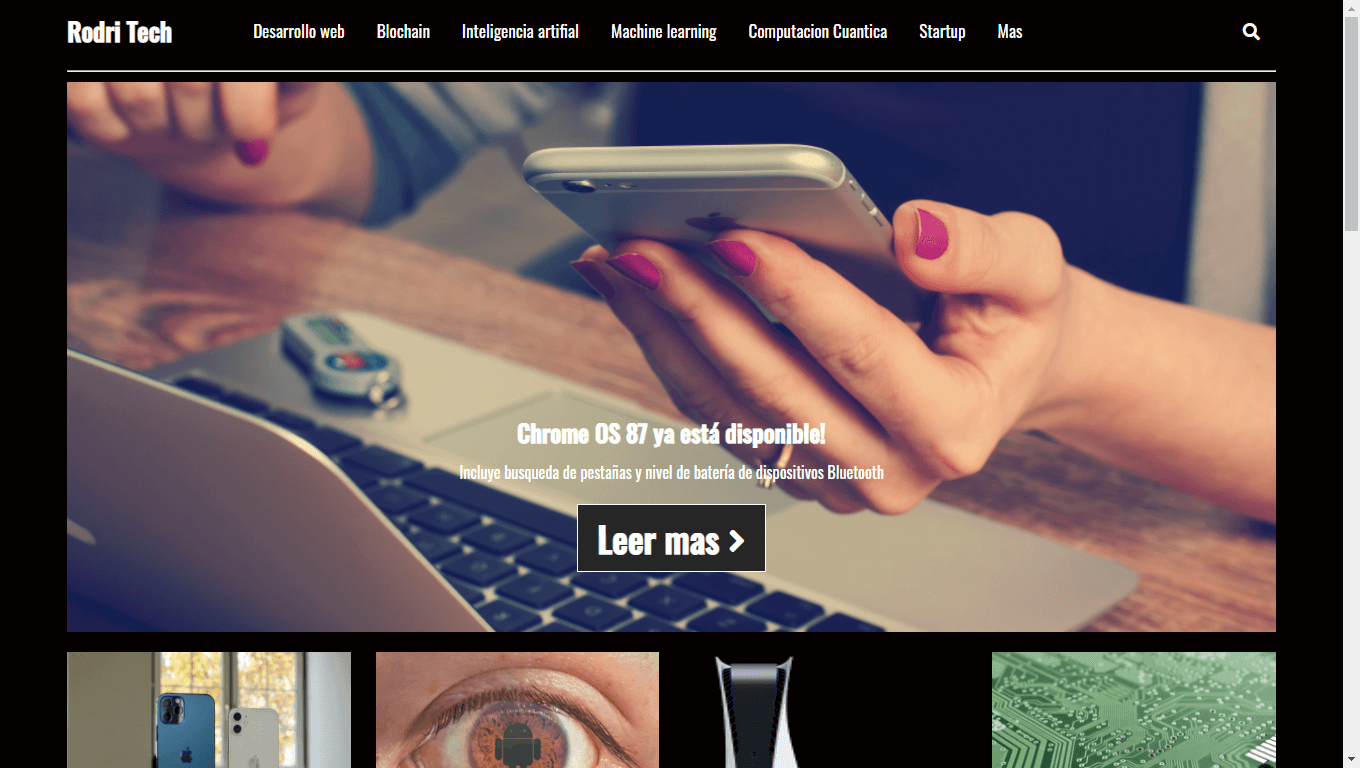 Rodri Tech
Desarrollo web Blochain Inteligencia artifial Machine learning Computacion Cuantica Startup Mas
Chrome OS 87 ya está disponible!
Incluye busqueda de pestañas y nivel de batería de dispositivos Bluetooth
Leer mas